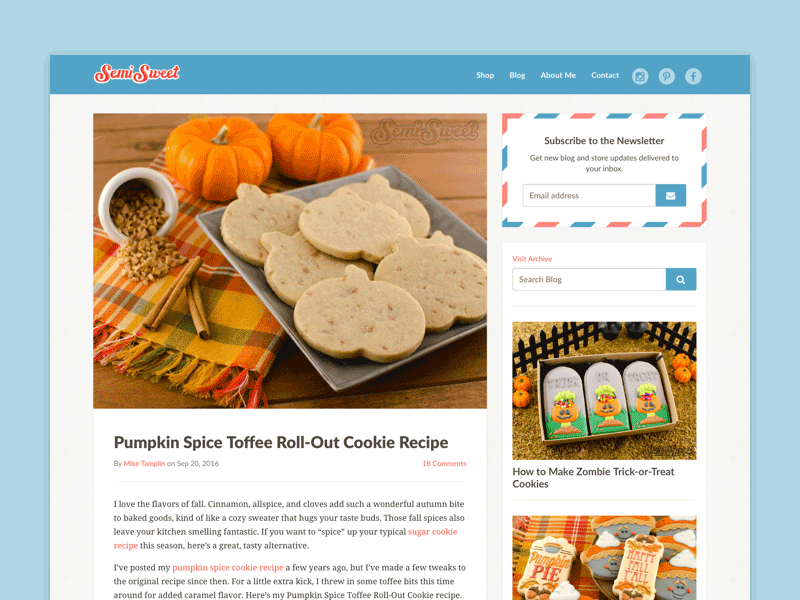 Semi Sweet
Shop Blog About Me Contact
Semi Sweet
Subscribe to the Newsletter
Get new blog and store updates delivered to
your inbox.
Email address
Visit Archive
Search Blog
TRICK OR TREAT
How to Make Zombie Trick-or-Treat
Cookies
Pumpkin
PIE
HAPPY
FALL
Y'ALL
Pumpkin Spice Toffee Roll-Out Cookie Recipe
By Mike Tamplin on Sep 20, 2016
18 Comments
I love the flavors of fall. Cinnamon, allspice, and cloves add such a wonderful autumn bite
to baked goods, kind of like a cozy sweater that hugs your taste buds. Those fall spices also
leave your kitchen smelling fantastic. If you want to “spice” up your typical sugar cookie
recipe this season, here’s a great, tasty alternative.
I’ve posted my pumpkin spice cookie recipe a few years ago, but I’ve made a few tweaks to
the original recipe since then. For a little extra kick, I threw in some toffee bits this time
around for added caramel flavor. Here’s my Pumpkin Spice Toffee Roll-Out Cookie recipe.